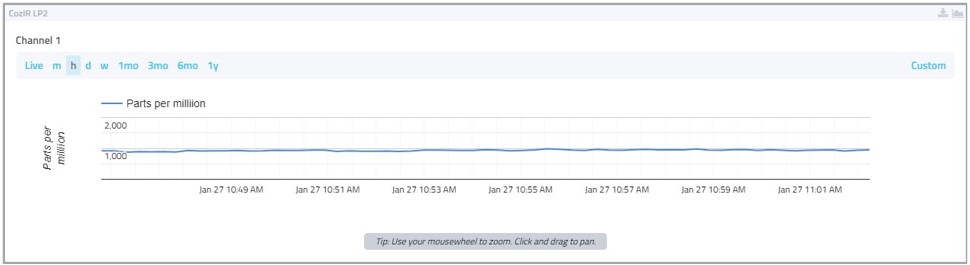 CozIR LP2
Channel 1
Live m h d w 1mo 3mo 6mo 1y Custom
Parts per milliion
Parts per
milliion
2,000
1,000
Jan 27 10:49 AM Jan 27 10:51 AM Jan 27 10:53 AM Jan 27 10:55 AM Jan 27 10:57 AM Jan 27 10:59 AM Jan 27 11:01 AM
Tip: Use your mousewheel to zoom. Click and drag to pan.